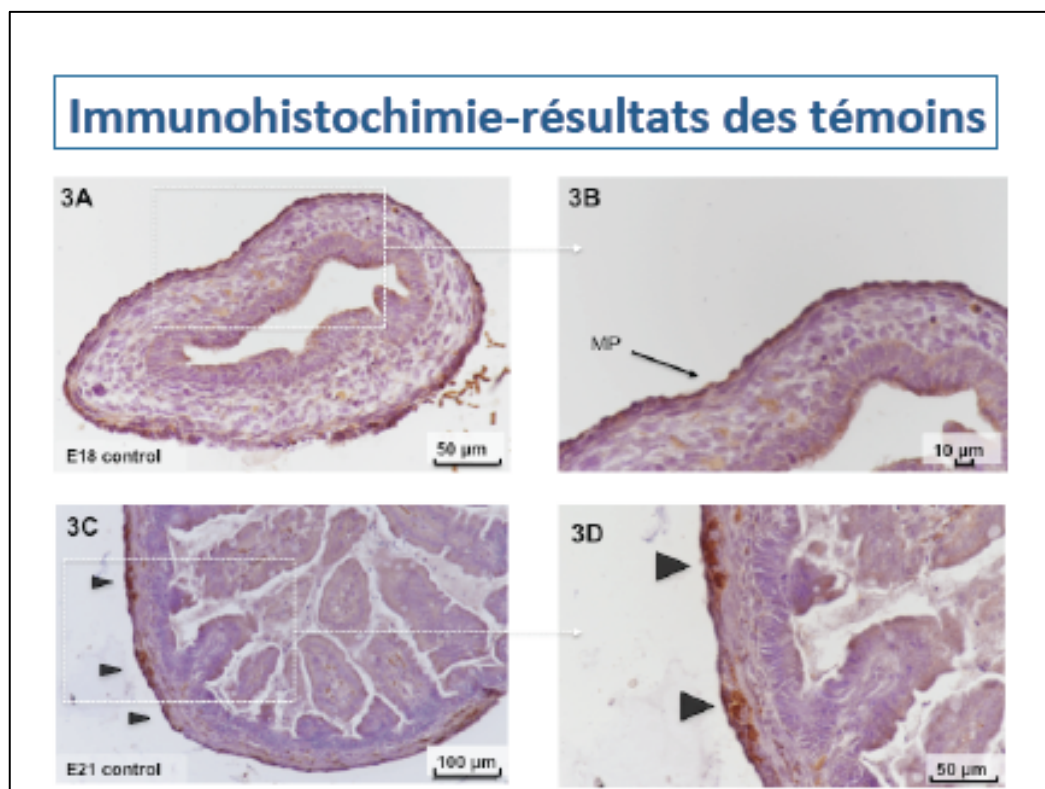 Immunohistochimie-résultats des témoins
3A
3B
MP
E18 control
50 µm
10 µm
3C
3D
E21 control
100 µm
50 µm